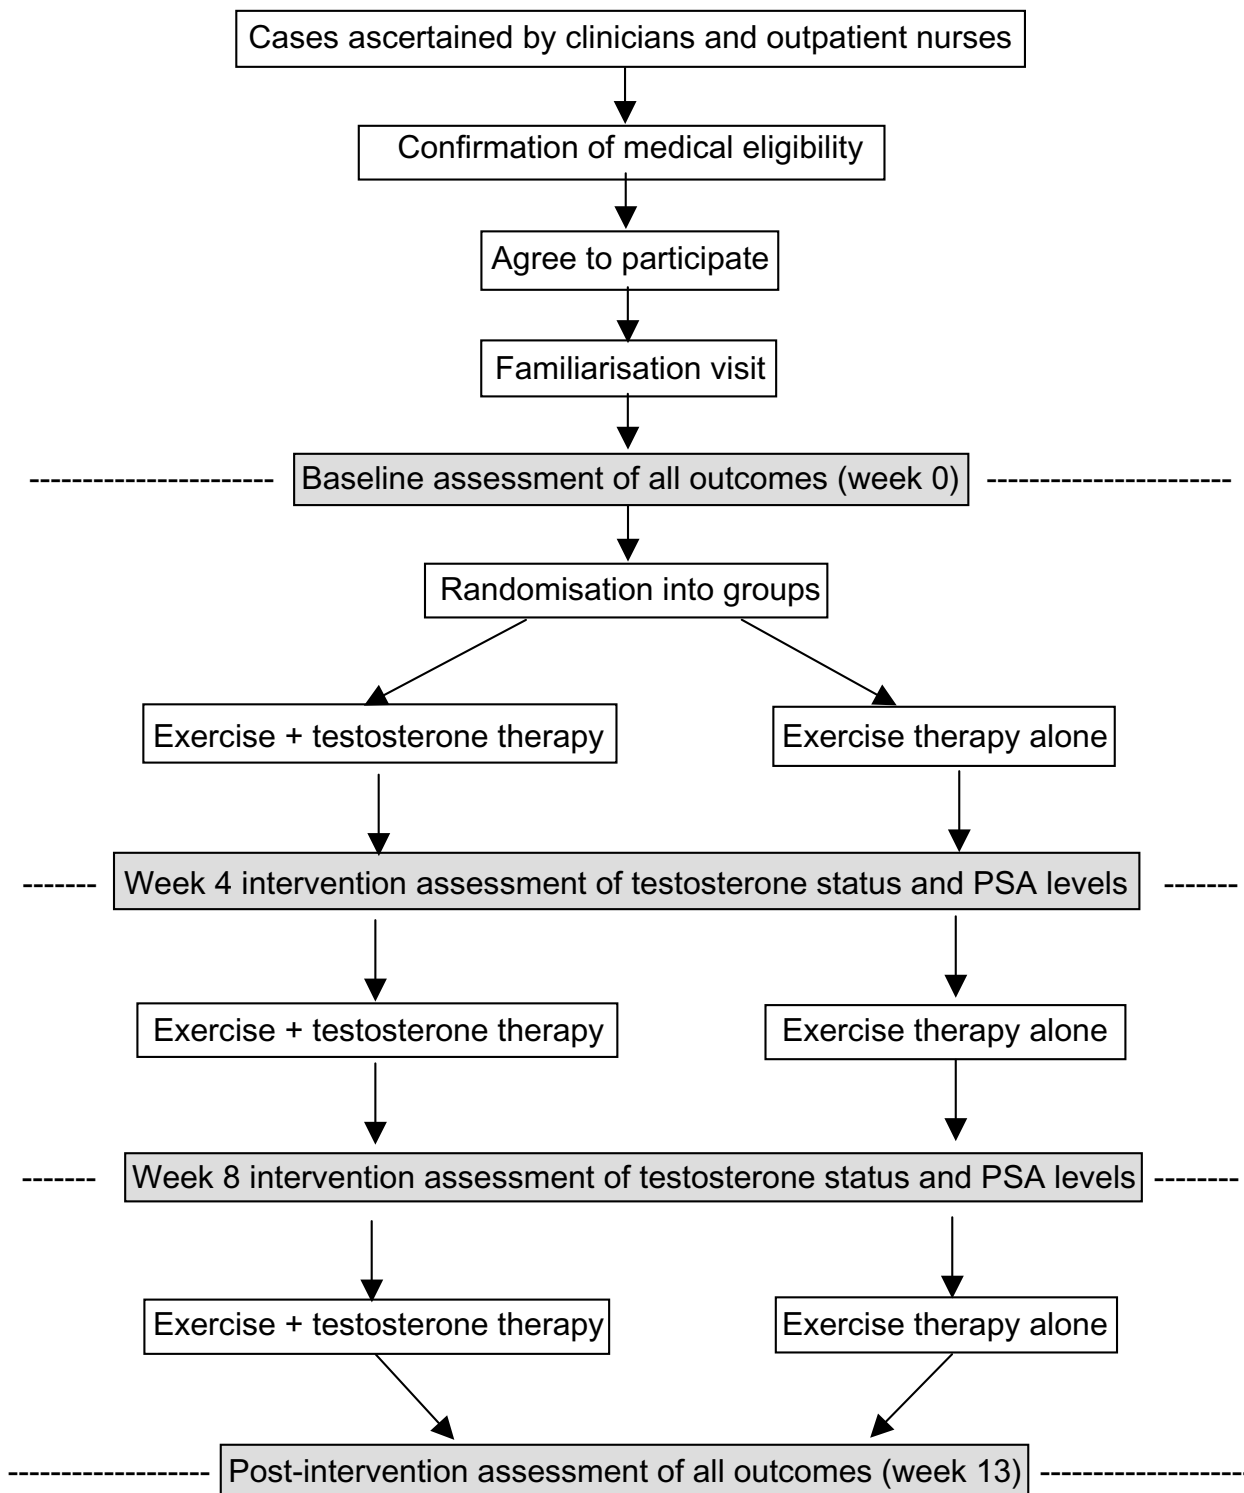 Cases ascertained by clinicians and outpatient nurses
Confirmation of medical eligibility
Agree to participate
Familiarisation visit
Baseline assessment of all outcomes (week 0)
Randomisation into groups
Exercise + testosterone therapy
Exercise therapy alone
Week 4 intervention assessment of testosterone status and PSA levels
Exercise + testosterone therapy
Exercise therapy alone
Week 8 intervention assessment of testosterone status and PSA levels
Exercise + testosterone therapy
Exercise therapy alone
Post-intervention assessment of all outcomes (week 13)